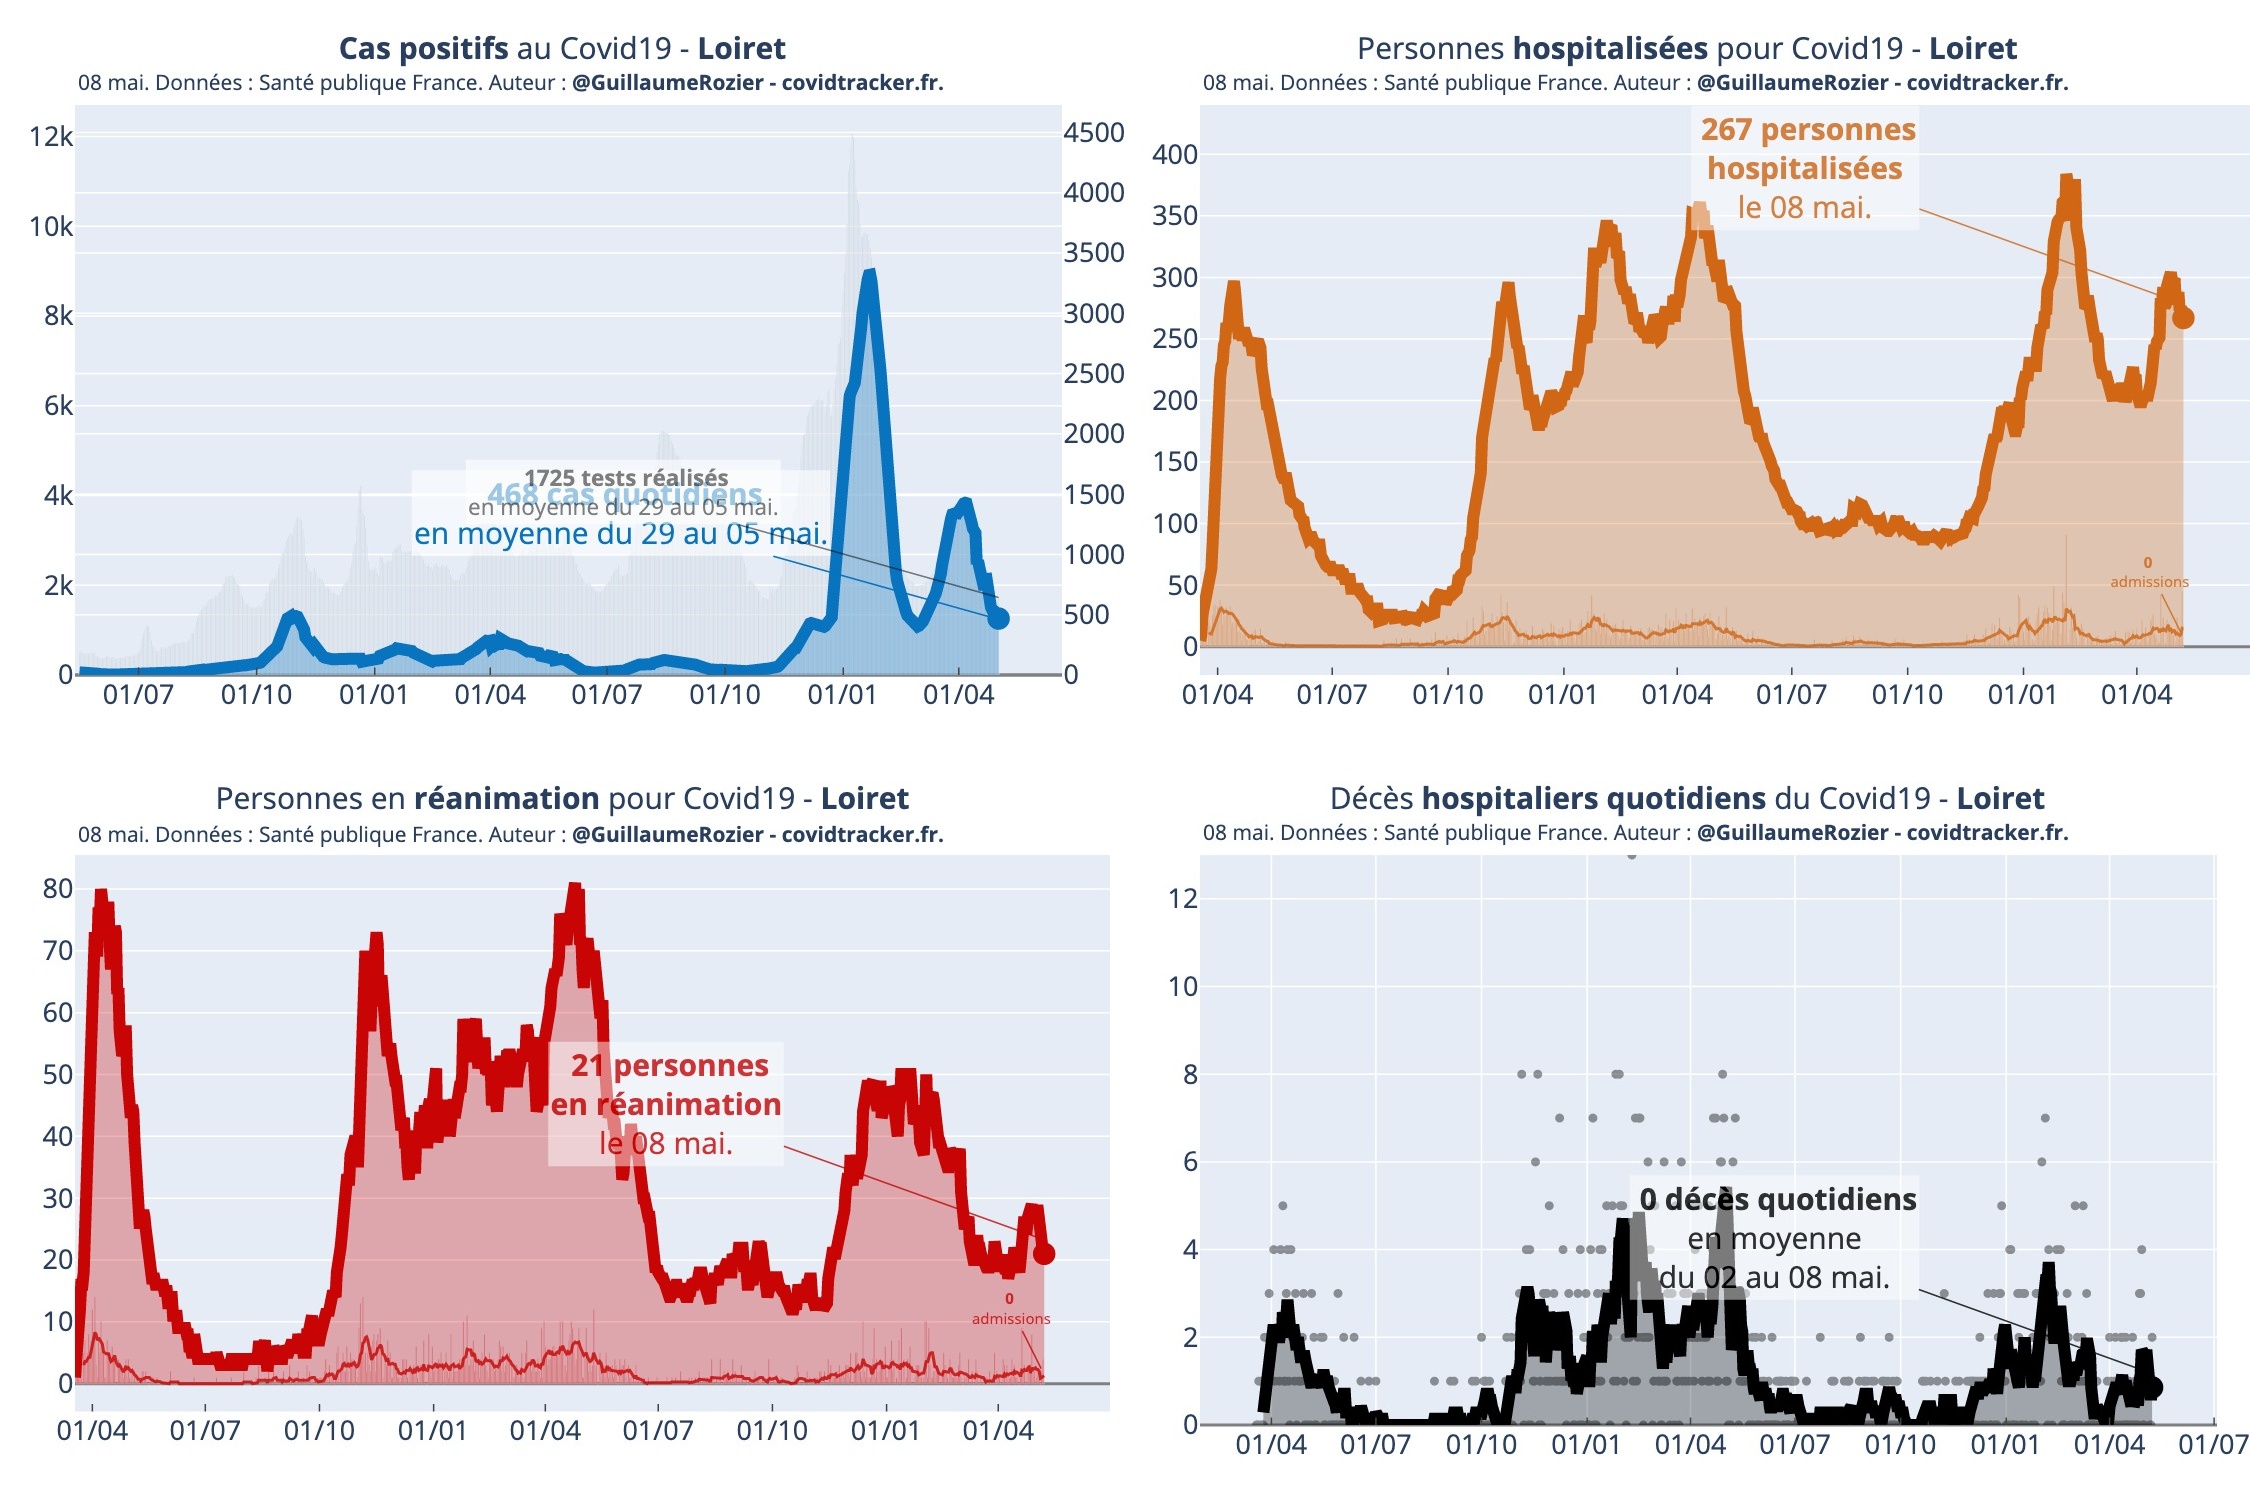 Cas positifs au Covid19 - Loiret
08 mai. Données : Santé publique France. Auteur : @GuillaumeRozier - covidtracker.fr.
12k
10k
8k
6k
4k
2k
0
4500
4000
3500
3000
2500
2000
1500
1000
500
0
1725 tests réalisés
en moyenne du 29 au 05 mai.
468 cas quotidiens
en moyenne du 29 au 05 mai.
01/07 01/10 01/01 01/04 01/07 01/10 01/01 01/04
Personnes hospitalisées pour Covid19 - Loiret
08 mai. Données : Santé publique France. Auteur : @GuillaumeRozier - covidtracker.fr.
400
350
300
250
200
150
100
50
0
267 personnes
hospitalisées
le 08 mai.
0
admissions
01/04 01/07 01/10 01/01 01/04 01/07 01/10 01/01 01/04
Personnes en réanimation pour Covid19 - Loiret
08 mai. Données : Santé publique France. Auteur : @GuillaumeRozier - covidtracker.fr.
80
70
60
50
40
30
20
10
0
21 personnes
en réanimation
le 08 mai.
0
admissions
01/04 01/07 01/10 01/01 01/04 01/07 01/10 01/01 01/04
Décès hospitaliers quotidiens du Covid19 - Loiret
08 mai. Données : Santé publique France. Auteur : @GuillaumeRozier - covidtracker.fr.
12
10
8
6
4
2
0
0 décès quotidiens
en moyenne
du 02 au 08 mai.
01/04 01/07 01/10 01/01 01/04 01/07 01/10 01/01 01/04 01/07